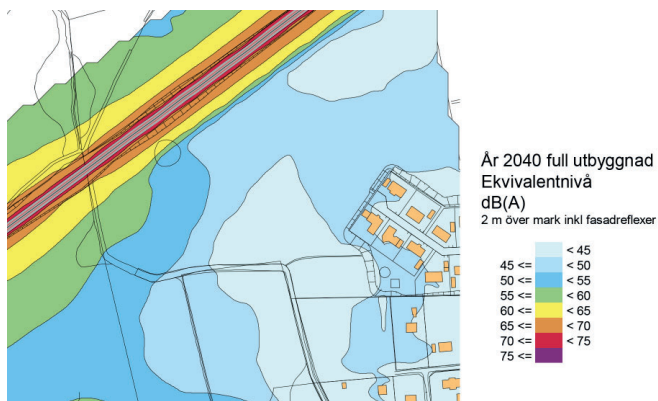 År 2040 full utbyggnad
Ekvivalentnivå
dB(A)
2 m över mark inkl fasadreflexer
< 45
45 <= < 50
50 <= < 55
55 <= < 60
60 <= < 65
65 <= < 70
70 <= < 75
75 <=